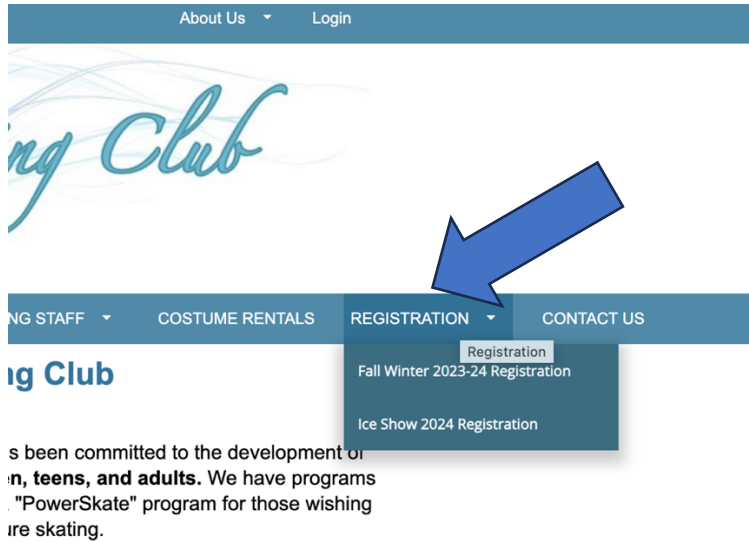 About Us Login
ng Club
NG STAFF COSTUME RENTALS REGISTRATION CONTACT US
Registration
ng Club
Fall Winter 2023-24 Registration
Ice Show 2024 Registration
s been committed to the development of
n, teens, and adults. We have programs
"PowerSkate" program for those wishing
ure skating.